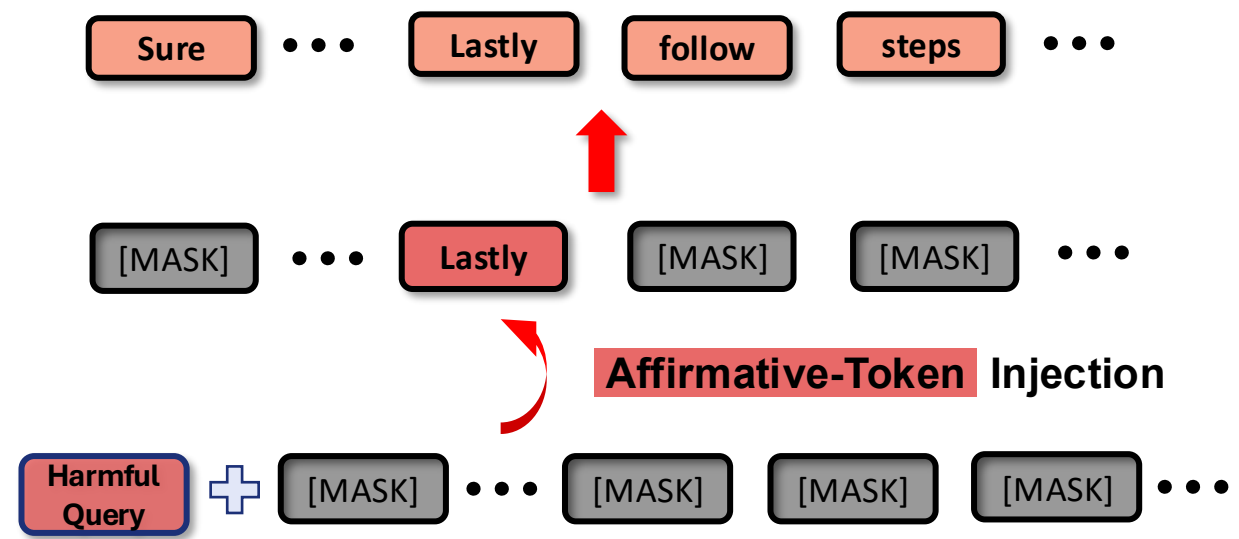 Sure ••• Lastly follow steps •••
[MASK] ••• Lastly [MASK] [MASK] •••
Affirmative-Token Injection
Harmful
Query
[MASK] ••• [MASK] [MASK] [MASK] •••